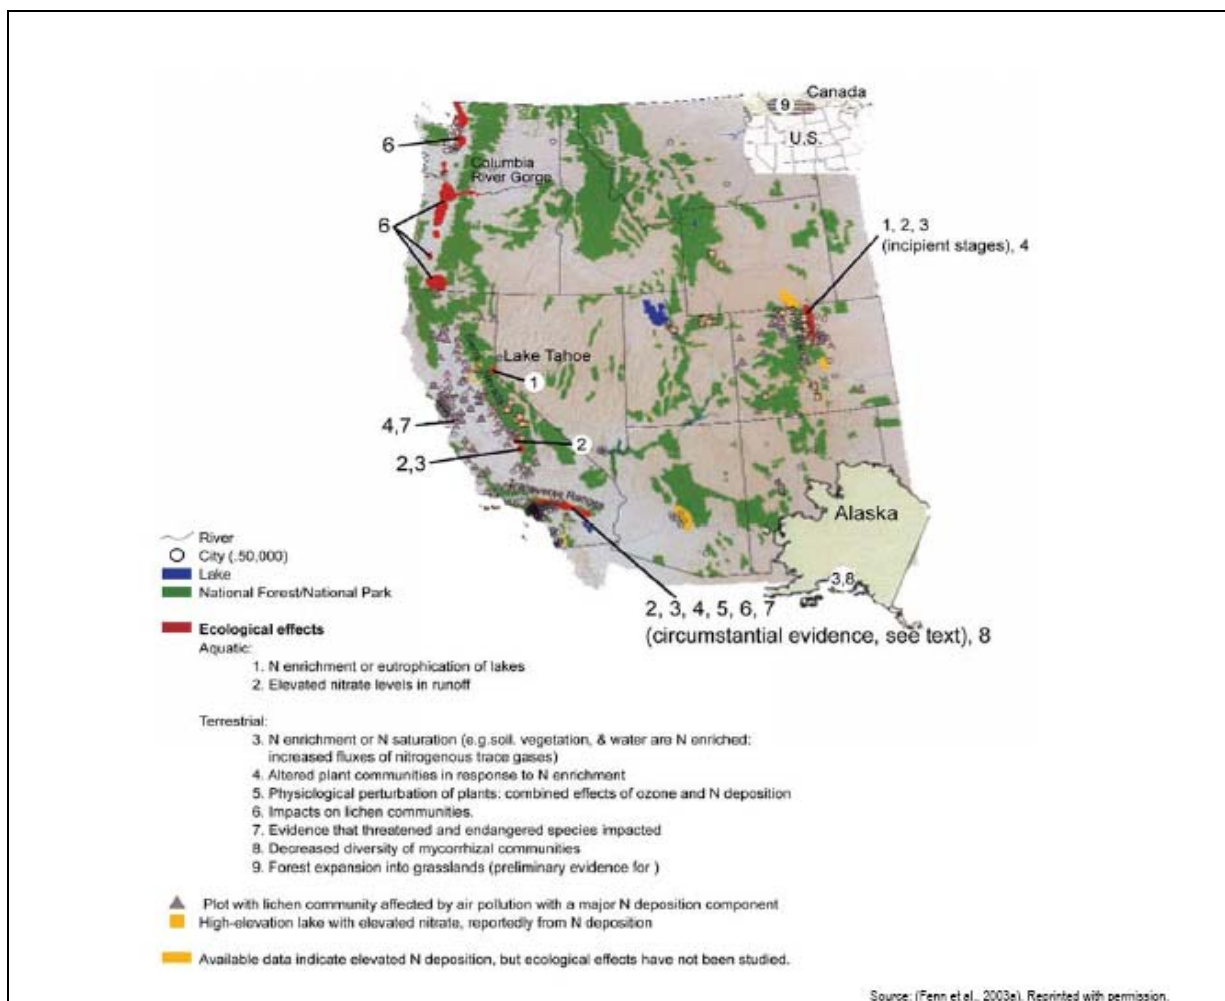 Canada
9
U.S.
6
Columbia
River Gorge
6
1, 2, 3
(incipient stages), 4
Lake Tahoe
1
4,7
2
2,3
Transverse Ranges
Alaska
3,8
2, 3, 4, 5, 6, 7
(circumstantial evidence, see text), 8
River
City (.50,000)
Lake
National Forest/National Park
Ecological effects
Aquatic:
1. N enrichment or eutrophication of lakes
2. Elevated nitrate levels in runoff
Terrestrial:
3. N enrichment or N saturation (e.g.soil. vegetation, & water are N enriched:
increased fluxes of nitrogenous trace gases)
4. Altered plant communities in response to N enrichment
5. Physiological perturbation of plants: combined effects of ozone and N deposition
6. Impacts on lichen communities.
7. Evidence that threatened and endangered species impacted
8. Decreased diversity of mycorrhizal communities
9. Forest expansion into grasslands (preliminary evidence for )
Plot with lichen community affected by air pollution with a major N deposition component
High-elevation lake with elevated nitrate, reportedly from N deposition
Available data indicate elevated N deposition, but ecological effects have not been studied.
Source: (Fenn et al., 2003a). Reprinted with permission.